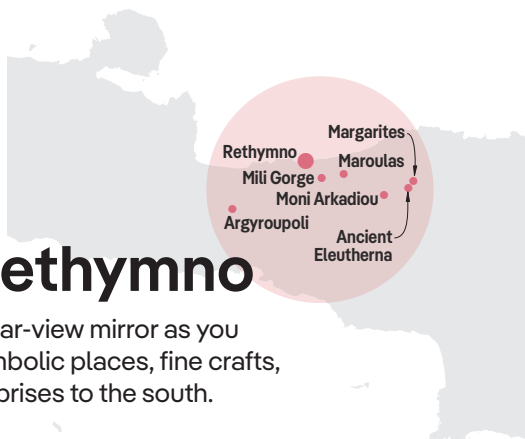 Margarites
Rethymno
Maroulas
Mili Gorge
Moni Arkadiou
Argyroupoli
Ancient
Eleutherna
ethymno
ar-view mirror as you
nbolic places, fine crafts,
prises to the south.